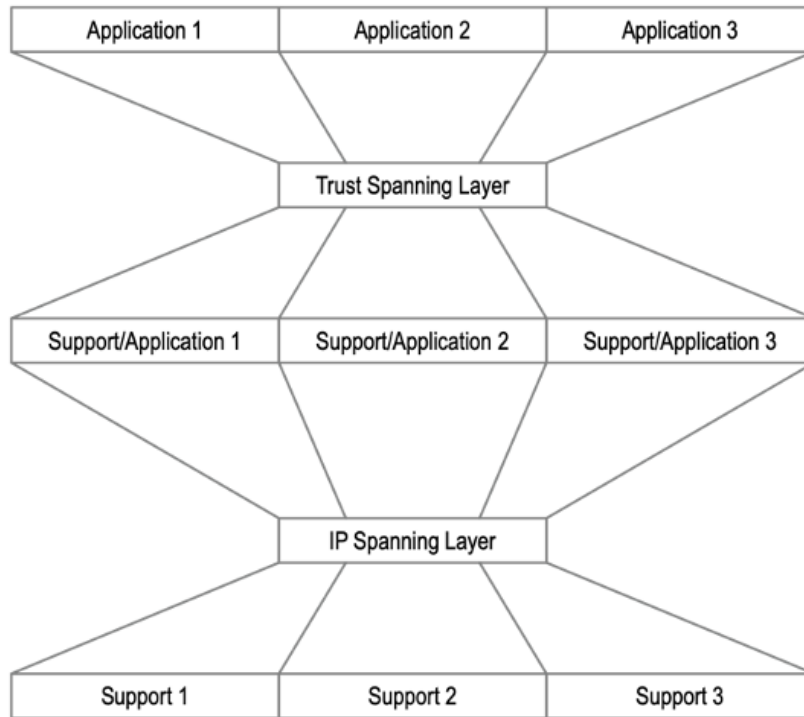 Application 1
Application 2
Application 3
Trust Spanning Layer
Support/Application 1
Support/Application 2
Support/Application 3
IP Spanning Layer
Support 1
Support 2
Support 3